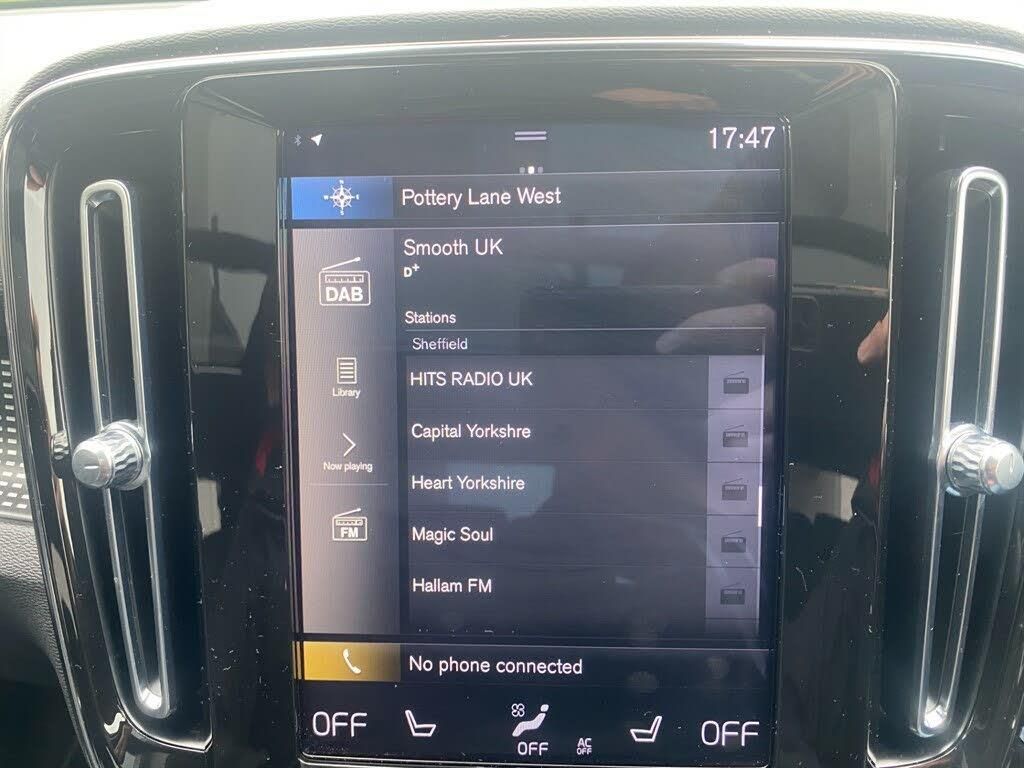 17:47
N
W E
S
Pottery Lane West
Smooth UK
D+
DAB
Stations
Sheffield
HITS RADIO UK
Library
Capital Yorkshire
Now playing
Heart Yorkshire
FM
Magic Soul
Hallam FM
No phone connected
OFF
OFF
AC
OFF
OFF